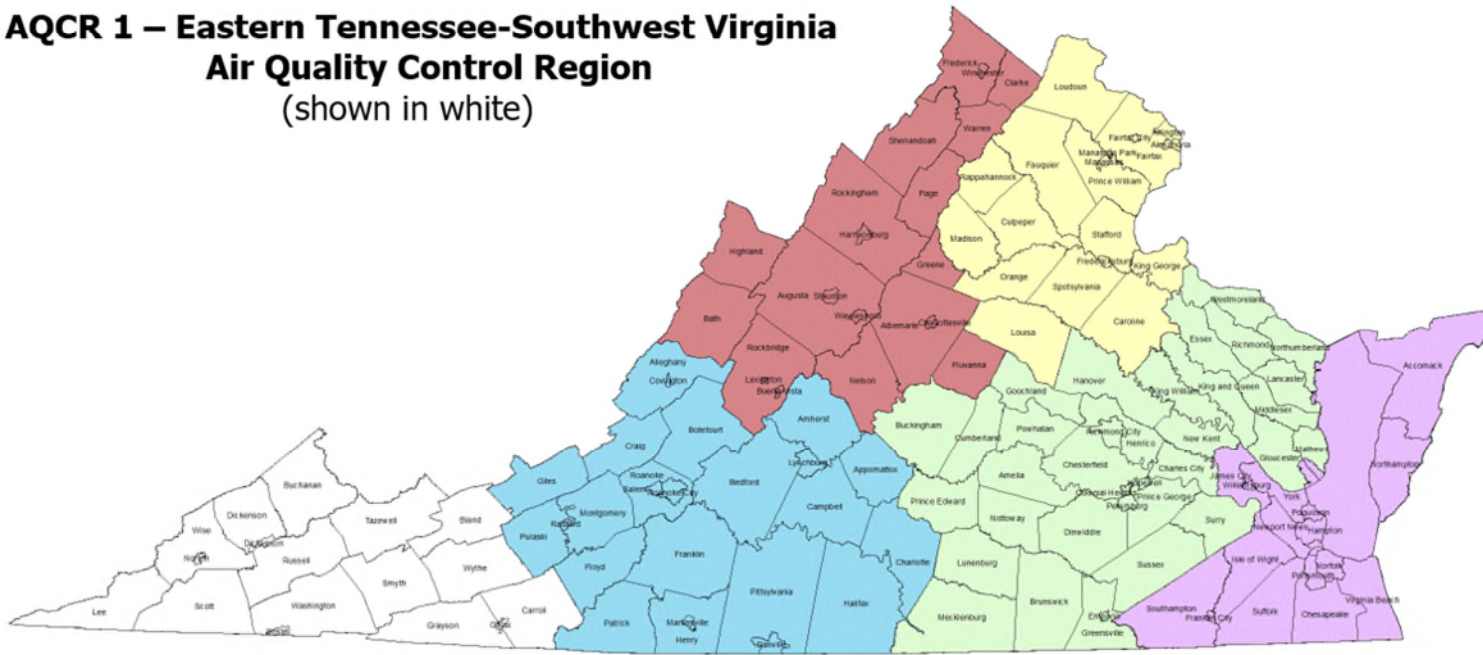 AQCR 1 – Eastern Tennessee-Southwest Virginia
Air Quality Control Region
(shown in white)
Frederick
Winchester
Clarke
Loudoun
Shenandoah
Warren
Fairfax City
Arlington
Alexandria
Manassas Park
Fairfax
Manassas
Fauquier
Prince William
Rappahannock
Rockingham
Page
Culpeper
Stafford
Madison
Harrisonburg
Highland
Greene
Fredericksburg
King George
Orange
Spotsylvania
Augusta
Staunton
Westmoreland
Bath
Waynesboro
Albemarle
Charlottesville
Louisa
Caroline
Essex
Richmond
Northumberland
Rockbridge
Accomack
Alleghany
Fluvanna
Covington
Lexington
Nelson
Hanover
Lancaster
Buena Vista
Goochland
King William
King and Queen
Middlesex
Amherst
Buckingham
Botetourt
Powhatan
Richmond City
Cumberland
Henrico
New Kent
Craig
Mathews
Gloucester
Lynchburg
Chesterfield
Charles City
Northampton
Roanoke
Appomattox
Amelia
James City
Giles
Bedford
Williamsburg
Buchanan
Salem
Roanoke City
Hopewell
Colonial Heights
Prince George
York
Prince Edward
Petersburg
Campbell
Montgomery
Poquoson
Dickenson
Tazewell
Bland
Radford
Nottoway
Surry
Newport News
Hampton
Wise
Pulaski
Dinwiddie
Norton
Russell
Franklin
Isle of Wight
Wythe
Floyd
Charlotte
Lunenburg
Sussex
Norfolk
Portsmouth
Smyth
Pittsylvania
Virginia Beach
Scott
Washington
Carroll
Halifax
Brunswick
Lee
Southampton
Suffolk
Chesapeake
Mecklenburg
Emporia
Franklin City
Grayson
Galax
Patrick
Martinsville
Bristol
Henry
Danville
Greensville